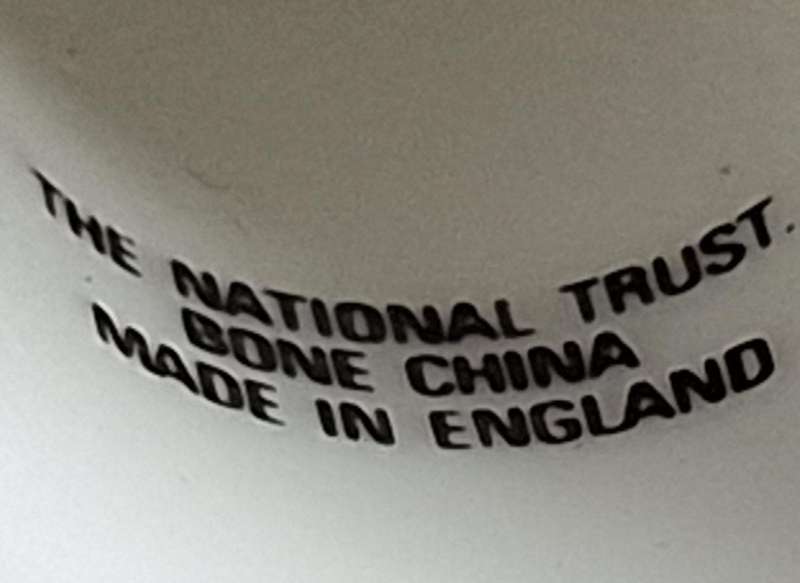 THE NATIONAL TRUST.
BONE CHINA
MADE IN ENGLAND